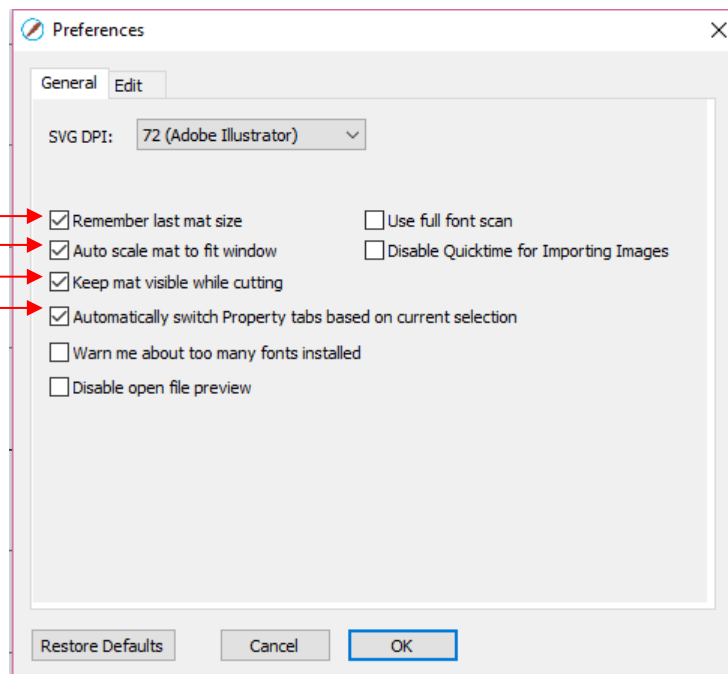 Preferences
General Edit
SVG DPI: 72 (Adobe Illustrator)
Remember last mat size Use full font scan
Auto scale mat to fit window Disable Quicktime for Importing Images
Keep mat visible while cutting
Automatically switch Property tabs based on current selection
Warn me about too many fonts installed
Disable open file preview
Restore Defaults Cancel OK